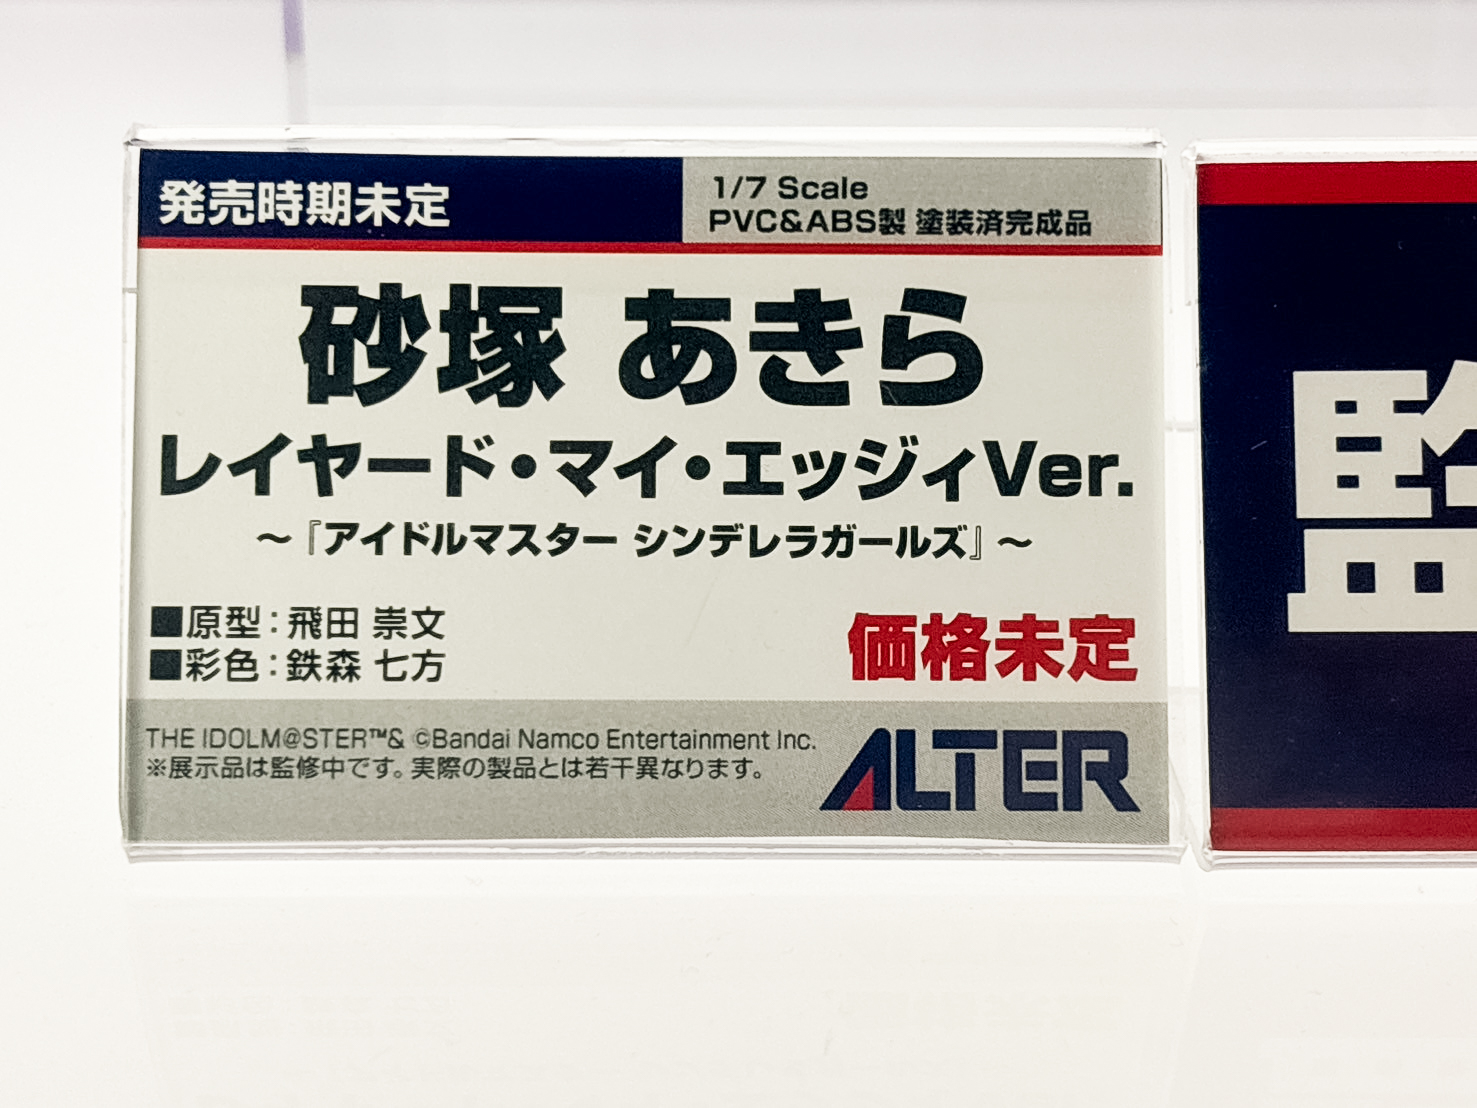 発売時期未定
1/7 Scale
PVC&ABS製 塗装済完成品
砂塚 あきら
レイヤード・マイ・エッジィVer.
～『アイドルマスター シンデレラガールズ』～
■原型：飛田 崇文
■彩色：鉄森 七方
価格未定
THE IDOLM@STER™& ©Bandai Namco Entertainment Inc.
※展示品は監修中です。実際の製品とは若干異なります。
ALTER
監